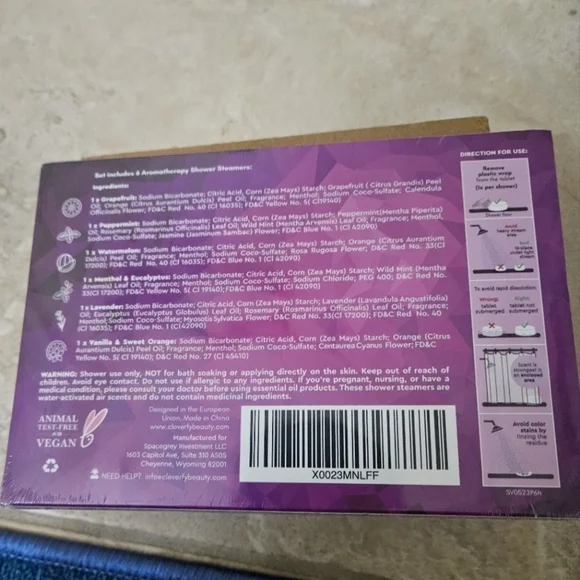 Set includes 6 Aromatherapy Shower Steamers:
Ingredients:
1 x Grapefruit: Sodium Bicarbonate; Citric Acid, Corn (Zea Mays) Starch; Grapefruit ( Citrus Grandis) Peel
Oil; Orange (Citrus Aurantium Dulcis) Peel Oil; Fragrance; Menthol; Sodium Coco-Sulfate; Calendula
Officinalis Flower; FD&C Red No. 40 (CI 16035); FD&C Yellow No. 5( CI19140)
1 x Peppermint: Sodium Bicarbonate; Citric Acid, Corn (Zea Mays) Starch; Peppermint(Mentha Piperita)
Oil; Rosemary (Rosmarinus Officinalis) Leaf Oil; Wild Mint (Mentha Arvensis) Leaf Oil; Fragrance; Menthol,
Sodium Coco-Sulfate; Jasmine (Jasminum Sambac) Flower; FD&C Blue No. 1 (CI 42090)
1 x Watermelon: Sodium Bicarbonate; Citric Acid, Corn (Zea Mays) Starch; Orange (Citrus Aurantium
Dulcis) Peel Oil; Fragrance; Menthol; Sodium Coco-Sulfate; Rosa Rugosa Flower; D&C Red No. 33(CI
17200); FD&C Red No. 40 (CI 16035); FD&C Blue No. 1 (CI 42090)
1 x Menthol & Eucalyptus: Sodium Bicarbonate; Citric Acid, Corn (Zea Mays) Starch; Wild Mint (Mentha
Arvensis) Leaf Oil; Fragrance; Menthol; Sodium Chloride; PEG 400; D&C Red No.
33(CI 17200); FD&C Yellow No. 5( CI 19140); FD&C Blue No. 1 (CI 42090)
1 x Lavender: Sodium Bicarbonate; Citric Acid, Corn (Zea Mays) Starch; Lavender (Lavandula Angustifolia)
Oil; Eucalyptus (Eucalyptus Globulus) Leaf Oil; Rosemary (Rosmarinus Officinalis) Leaf Oil; Fragrance;
Menthol; Sodium Coco-Sulfate; Myosotis Sylvatica Flower; D&C Red No. 33(CI 17200); FD&C Red No. 40
(CI 16035); FD&C Blue No. 1 (CI42090)
1 x Vanilla & Sweet Orange: Sodium Bicarbonate; Citric Acid, Corn (Zea Mays) Starch; Orange (Citrus
Aurantium Dulcis) Peel Oil; Fragrance; Menthol; Sodium Coco-Sulfate; Centaurea Cyanus Flower; FD&C
Yellow No. 5( CI 19140); D&C Red No. 27 (CI 45410)
WARNING: Shower use only, NOT for bath soaking or applying directly on the skin. Keep out of reach of
children. Avoid eye contact. Do not use if allergic to any ingredients. If you're pregnant, nursing, or have a
medical condition, please consult your doctor before using essential oil products. These shower steamers are
water-activated air scents and do not contain medicinal ingredients.
ANIMAL
TEST-FREE
VEGAN
Designed in the European
Union, Made in China
www.cleverfybeauty.com
Manufactured for
Spacegrey Investment LLC
1603 Capitol Ave, Suite 310 A505
Cheyenne, Wyoming 82001
NEED HELP? info@cleverfybeauty.com
X0023MNLFF
DIRECTION FOR USE:
Remove
plastic wrap
from the tablet
(1x per shower)
Shower floor
Avoid
heavy stream
area
under light
stream
To avoid rapid dissolution:
Wrong: tablet submerged
Right: tablet not submerged
Scent is
strongest in
an enclosed
area
Avoid color
stains by
rinsing the
residue
SV0523P6h